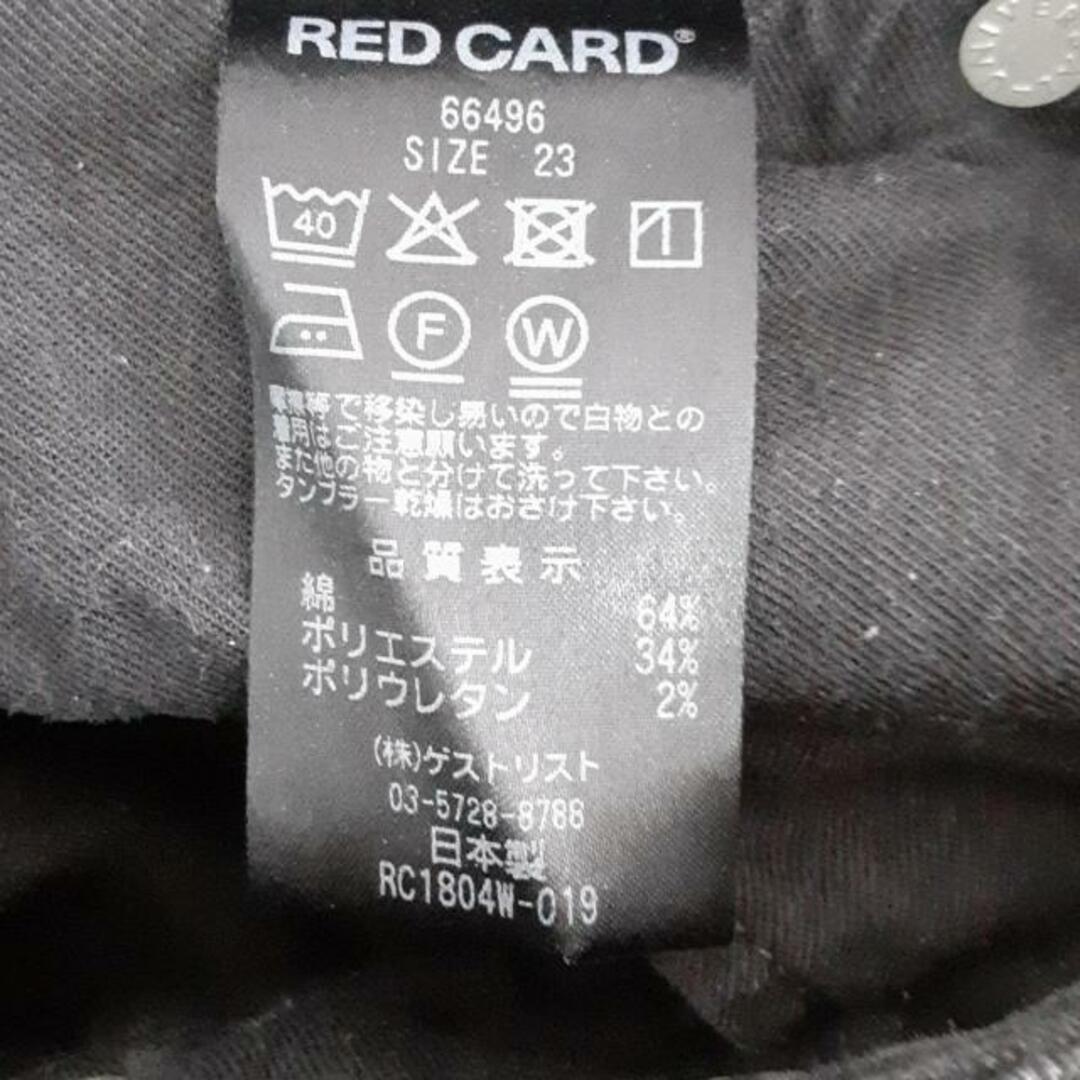 RED CARD®
66496
SIZE 23
40
F
W
摩擦等で移染し易いので白物との
着用はご注意願います。
また他の物と分けて洗って下さい。
タンブラー乾燥はおさけ下さい。
品質表示
綿 64%
ポリエステル 34%
ポリウレタン 2%
(株)ゲストリスト
03-5728-8788
日本製
RC1804W-019